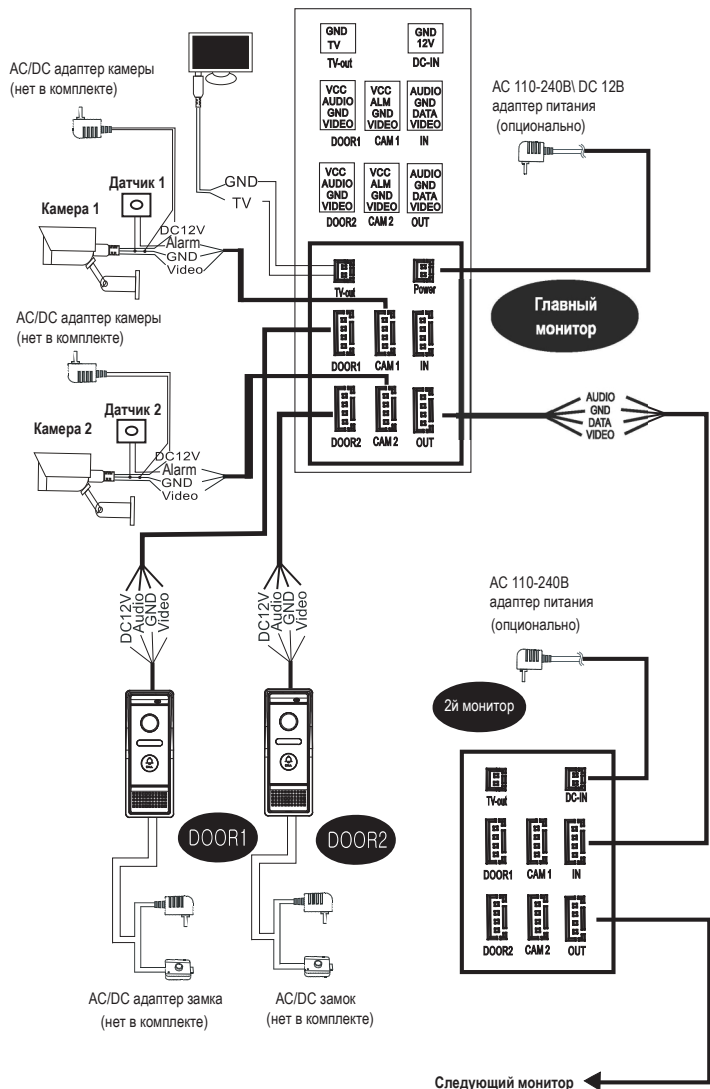 GND
TV
TV-out
GND
12V
DC-IN
VCC
AUDIO
GND
VIDEO
DOOR1
VCC
ALM
GND
VIDEO
CAM 1
AUDIO
GND
DATA
VIDEO
IN
VCC
AUDIO
GND
VIDEO
DOOR2
VCC
ALM
GND
VIDEO
CAM 2
AUDIO
GND
DATA
VIDEO
OUT
AC/DC адаптер камеры
(нет в комплекте)
AC 110-240В\ DC 12В
адаптер питания
(опционально)
Датчик 1
Камера 1
GND
TV
DC12V
Alarm
GND
Video
TV-out
Power
DOOR1
CAM 1
IN
DOOR2
CAM 2
OUT
Главный
монитор
AC/DC адаптер камеры
(нет в комплекте)
Датчик 2
Камера 2
DC12V
Alarm
GND
Video
AUDIO
GND
DATA
VIDEO
DC12V
Audio
GND
Video
DC12V
Audio
GND
Video
AC 110-240В
адаптер питания
(опционально)
2й монитор
TV-out
DC-IN
DOOR1
CAM 1
IN
DOOR2
CAM 2
OUT
DOOR1
DOOR2
AC/DC адаптер замка
(нет в комплекте)
AC/DC замок
(нет в комплекте)
Следующий монитор